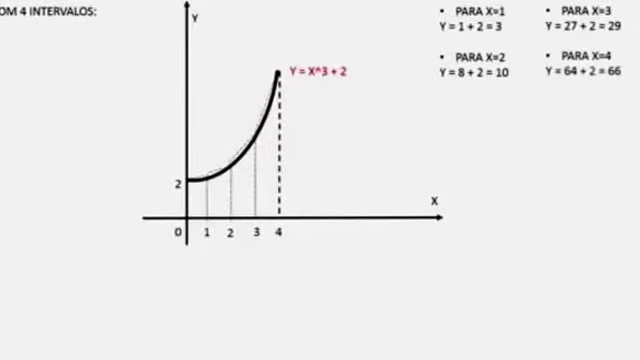 OM 4 INTERVALOS:
Y
• PARA X=1
Y = 1 + 2 = 3
• PARA X=3
Y = 27 + 2 = 29
• PARA X=2
Y = 8 + 2 = 10
• PARA X=4
Y = 64 + 2 = 66
Y = X^3 + 2
2
X
0 1 2 3 4